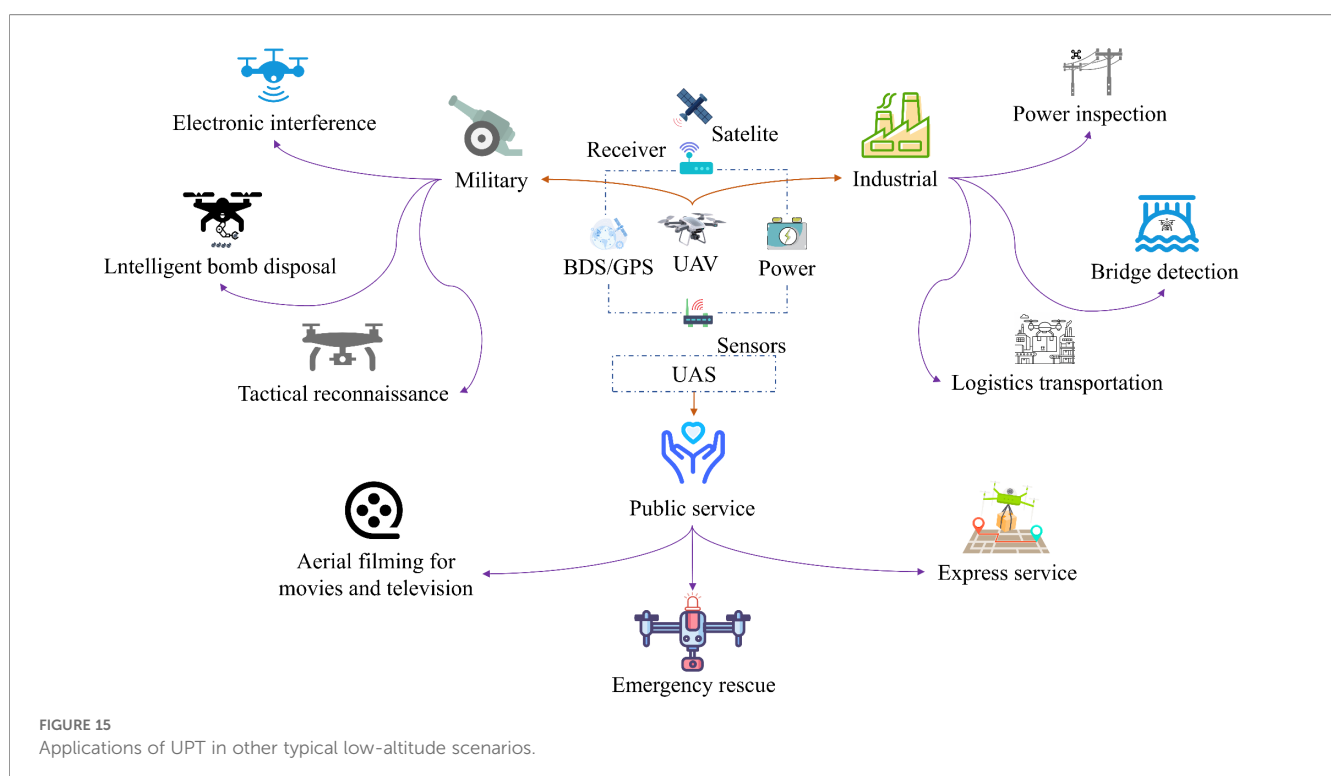 Electronic interference
Military
Lntelligent bomb disposal
Tactical reconnaissance
Satelite
Receiver
BDS/GPS
UAV
Power
Sensors
UAS
Industrial
Power inspection
Bridge detection
Logistics transportation
Public service
Aerial filming for
movies and television
Emergency rescue
Express service
FIGURE 15
Applications of UPT in other typical low-altitude scenarios.